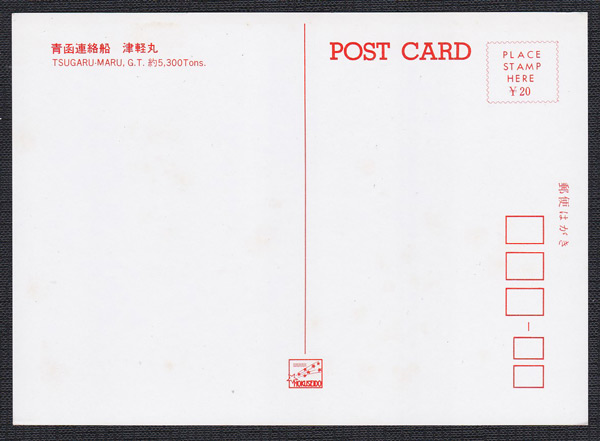 青函連絡船 津軽丸
TSUGARU-MARU, G.T. 約5,300Tons.
POST CARD
PLACE
STAMP
HERE
¥20
郵便はがき
HOKUSEIDO